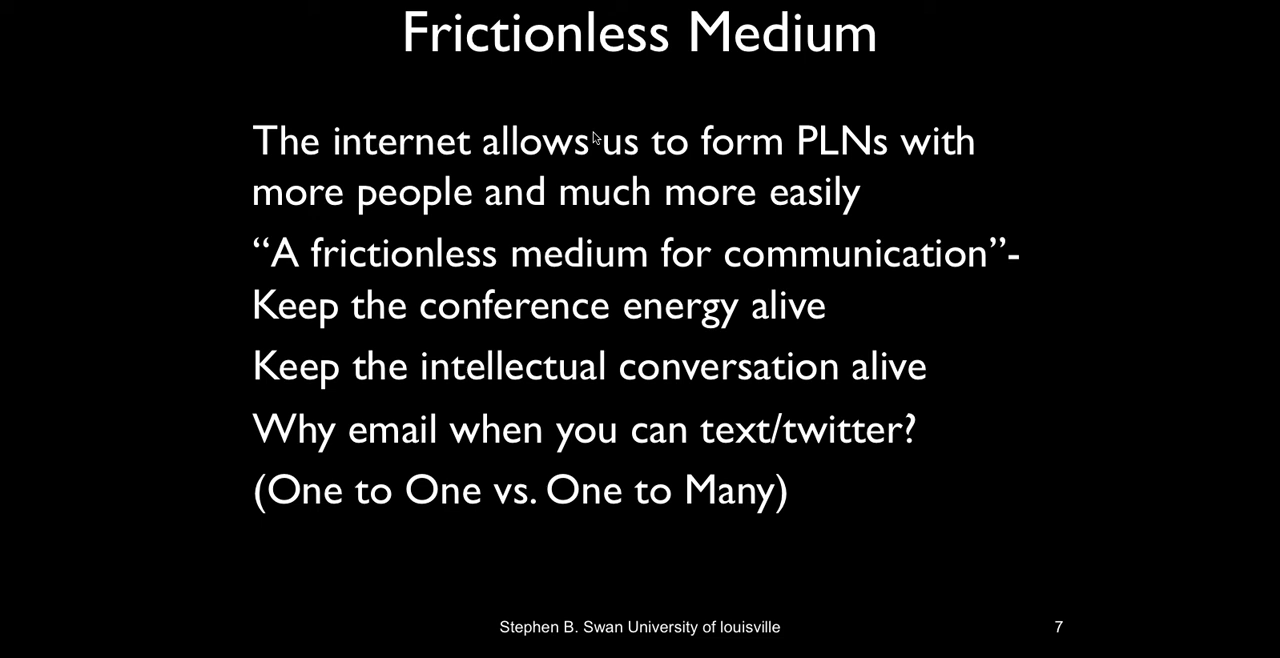 Frictionless Medium
The internet allows us to form PLNs with
more people and much more easily
“A frictionless medium for communication”-
Keep the conference energy alive
Keep the intellectual conversation alive
Why email when you can text/twitter?
(One to One vs. One to Many)
Stephen B. Swan University of louisville
7